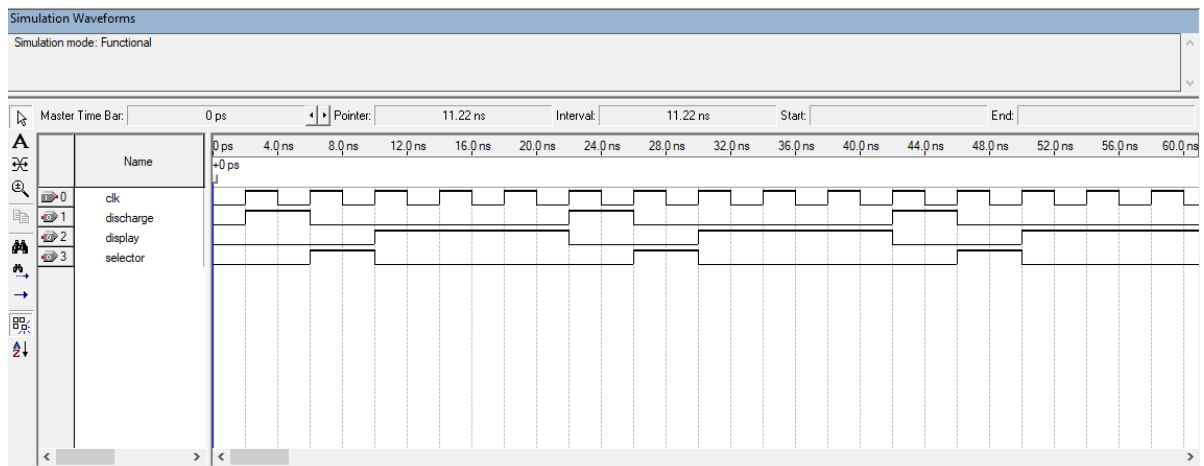 Simulation Waveforms
Simulation mode: Functional
Master Time Bar: 0 ps Pointer: 11.22 ns Interval: 11.22 ns Start: End:
Name
0 ps 4.0 ns 8.0 ns 12.0 ns 16.0 ns 20.0 ns 24.0 ns 28.0 ns 32.0 ns 36.0 ns 40.0 ns 44.0 ns 48.0 ns 52.0 ns 56.0 ns 60.0 ns
+0 ps
0 clk
1 discharge
2 display
3 selector